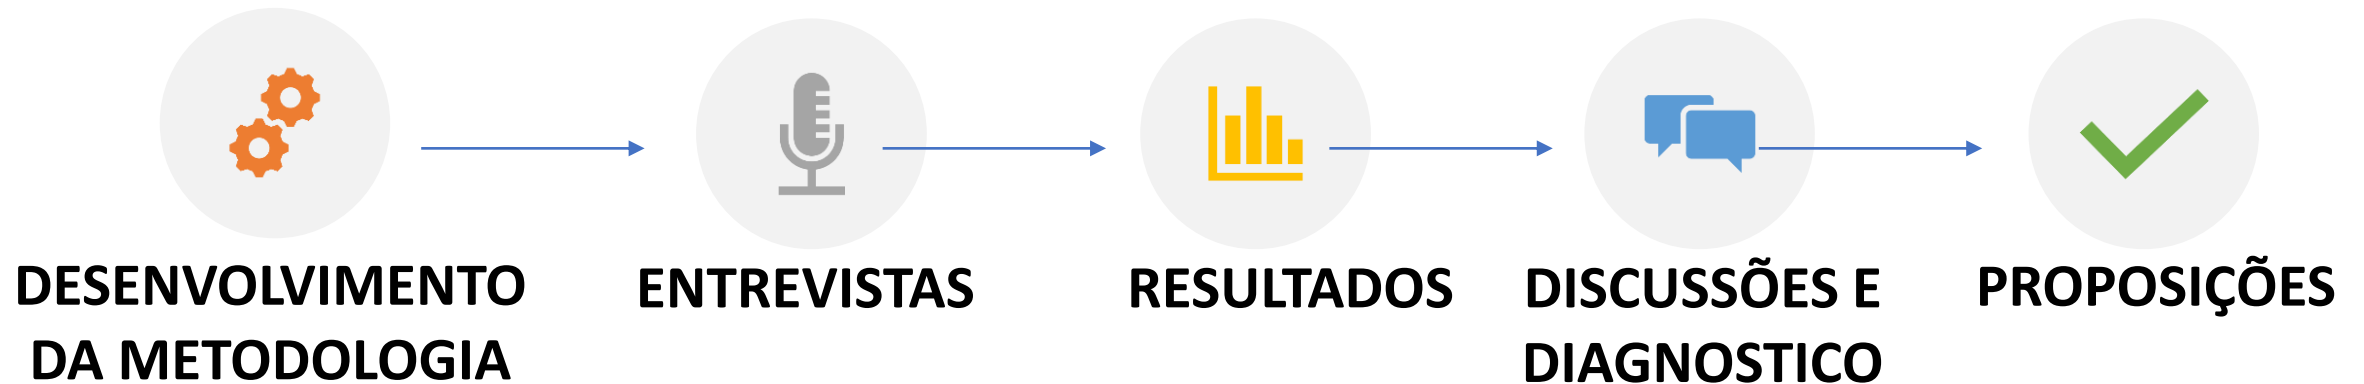 DESENVOLVIMENTO
DA METODOLOGIA
ENTREVISTAS
RESULTADOS
DISCUSSÕES E
DIAGNOSTICO
PROPOSIÇÕES